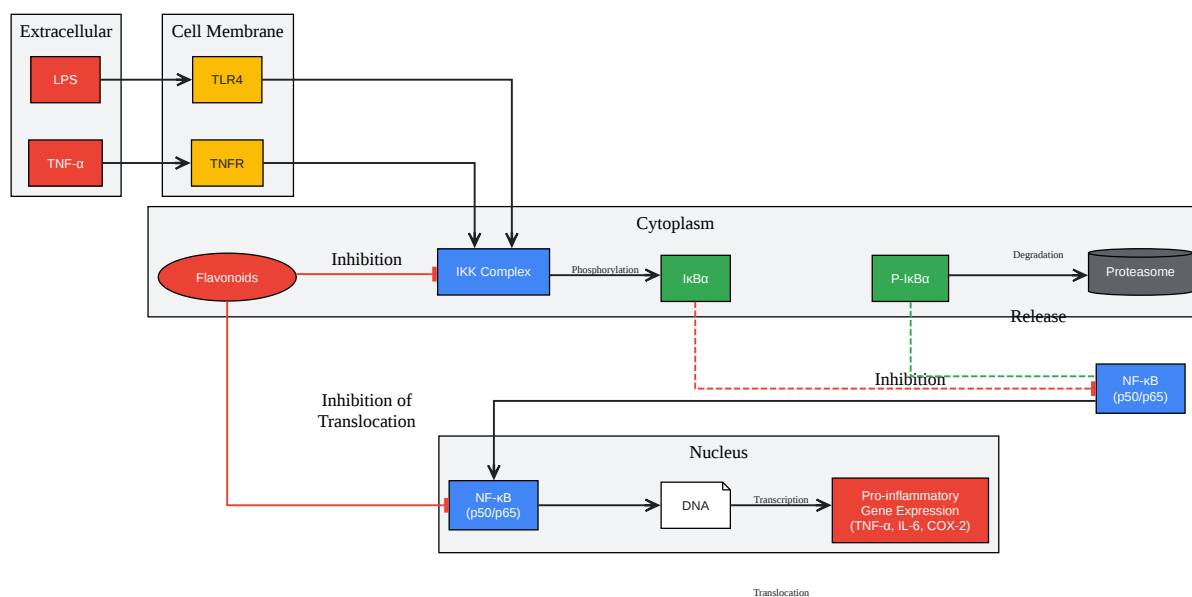 Extracellular
Cell Membrane
LPS
TLR4
TNF-α
TNFR
Cytoplasm
Flavonoids
Inhibition
IKK Complex
Phosphorylation
IκBα
P-IκBα
Degradation
Proteasome
Release
Inhibition
NF-κB
(p50/p65)
Inhibition of
Translocation
Nucleus
NF-κB
(p50/p65)
DNA
Transcription
Pro-inflammatory
Gene Expression
(TNF-α, IL-6, COX-2)
Translocation